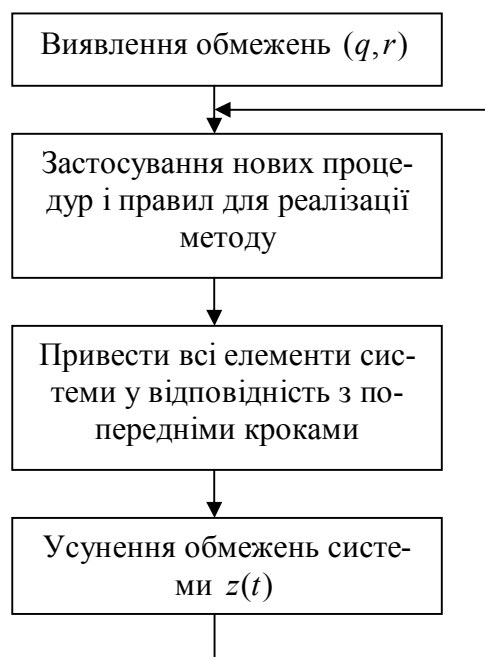 Виявлення обмежень (q,r)
Застосування нових проце-
дур і правил для реалізації
методу
Привести всі елементи сис-
теми у відповідність з по-
передніми кроками
Усунення обмежень систе-
ми z(t)